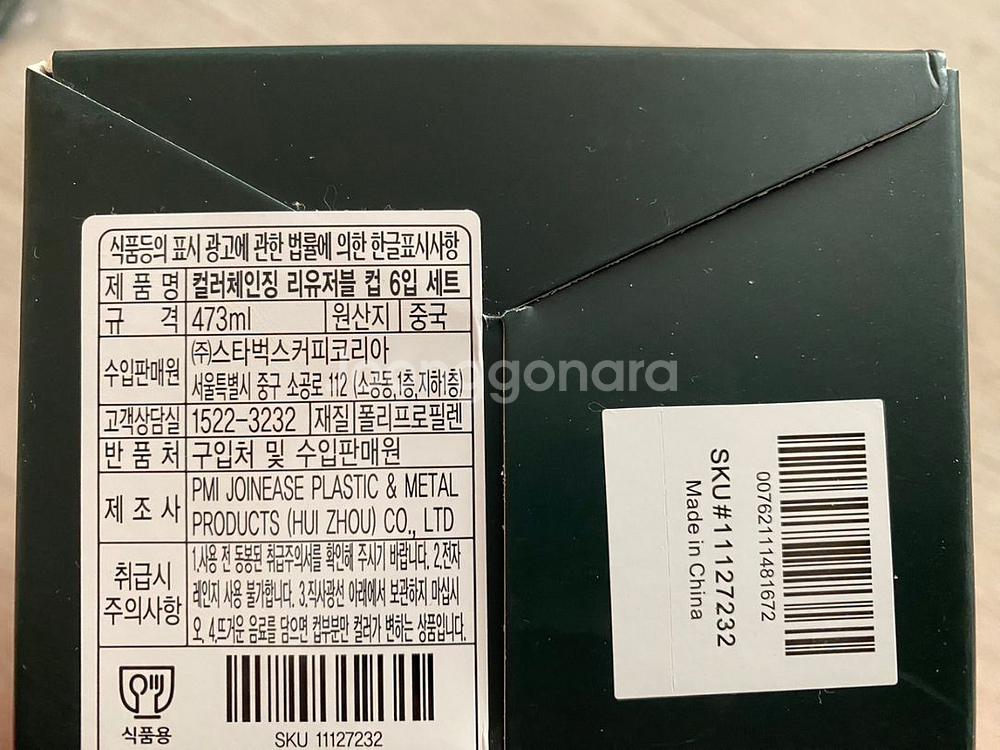 식품등의 표시 광고에 관한 법률에 의한 한글표시사항
제 품 명 컬러체인징 리유저블 컵 6입 세트
규 격 473ml 원산지 중국
수입판매원 ㈜스타벅스커피코리아
서울특별시 중구 소공로 112 (소공동,1층,지하1층)
고객상담실 1522-3232 재질 폴리프로필렌
반 품 처 구입처 및 수입판매원
제 조 사 PMI JOINEASE PLASTIC & METAL
PRODUCTS (HUI ZHOU) CO., LTD
취급시 주의사항 1.사용 전 동봉된 취급주의서를 확인해 주시기 바랍니다. 2.전자
레인지 사용 불가합니다. 3.직사광선 아래에서 보관하지 마십시
오. 4.뜨거운 음료를 담으면 컵부분만 컬러가 변하는 상품입니다.
식품용
SKU 11127232
SKU#11127232
Made in China
00762111481672
joonggonara